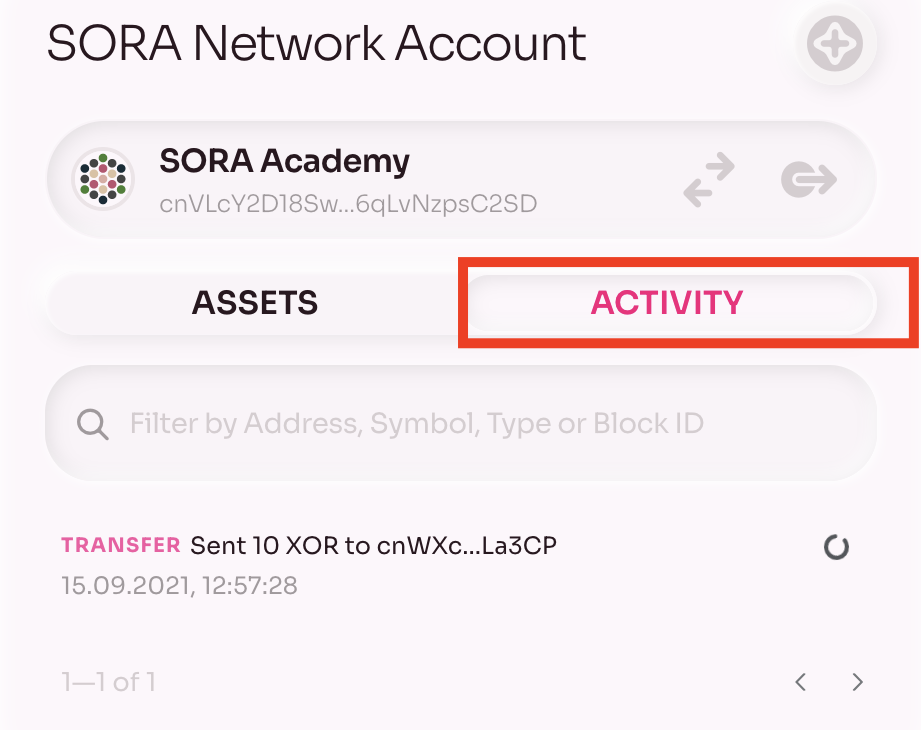 SORA Network Account
SORA Academy
cnVLcY2D18Sw...6qLvNzpsC2SD
ASSETS
ACTIVITY
Filter by Address, Symbol, Type or Block ID
TRANSFER Sent 10 XOR to cnWXc...La3CP
15.09.2021, 12:57:28
1—1 of 1